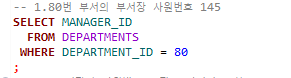 -- 1.80번 부서의 부서장 사원번호 145
SELECT MANAGER_ID
FROM DEPARTMENTS
WHERE DEPARTMENT_ID = 80
;